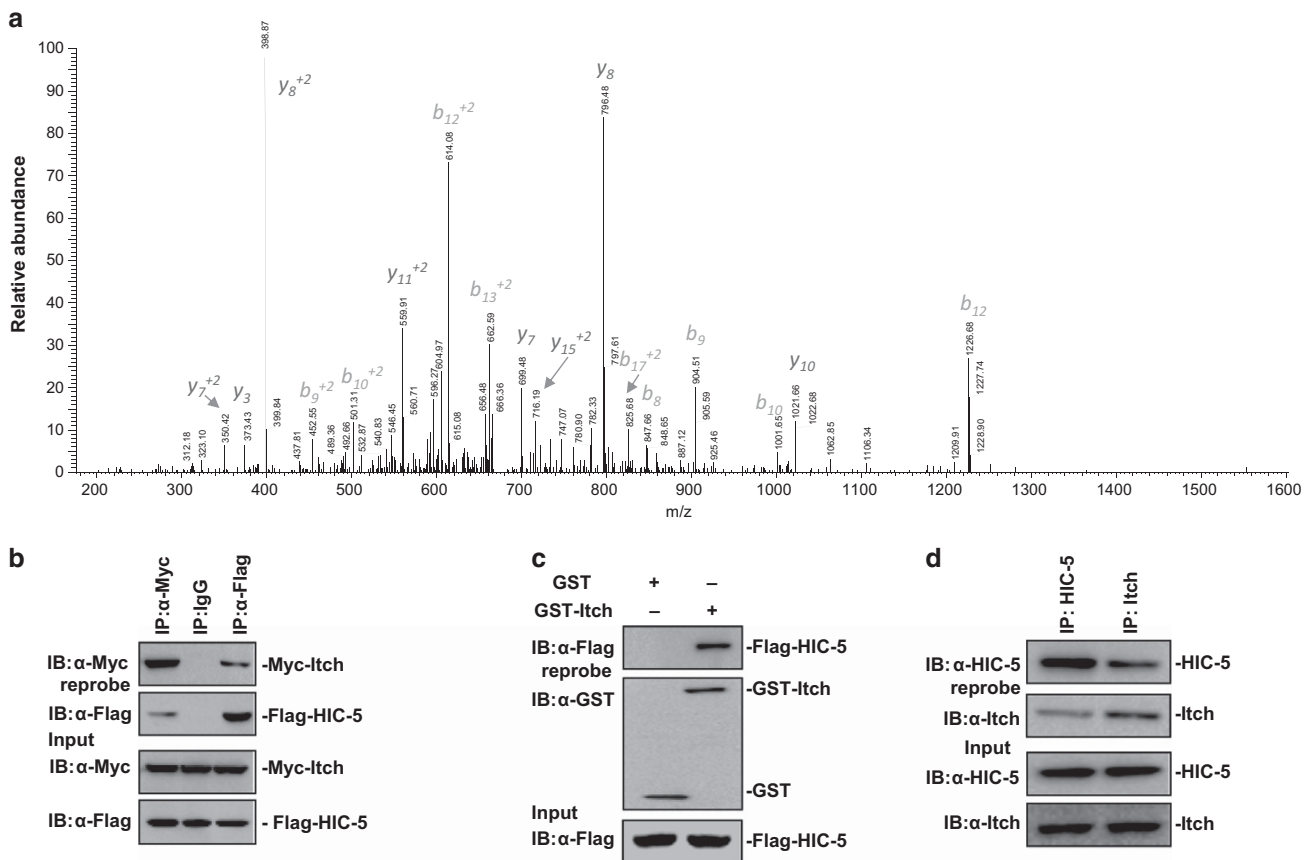 a
398.87
100
90
80
70
60
50
40
30
20
10
0
Relative abundance
y8+2
b12+2
614.08
y8
796.48
y11+2
559.91
b13+2
662.59
y7
699.48
y15+2
716.19
797.61
b17+2
825.68
b8
847.66
848.65
b9
904.51
905.59
b12
1226.68
1227.74
1228.90
1209.91
y10
1021.66
1022.68
b10
1001.65
1062.85
1106.34
y7+2
350.42
y3
373.43
399.84
312.18
323.10
437.81
b9+2
452.55
489.36
492.66
b10+2
501.31
532.87
540.83
546.45
560.71
596.27
604.97
615.08
656.48
666.36
747.07
780.90
782.33
887.12
925.46
200 300 400 500 600 700 800 900 1000 1100 1200 1300 1400 1500 1600
m/z
b
IP:α-Myc
IP:IgG
IP:α-Flag
IB:α-Myc -Myc-Itch
reprobe
IB:α-Flag -Flag-HIC-5
Input
IB:α-Myc -Myc-Itch
IB:α-Flag - Flag-HIC-5
c
GST + –
GST-Itch – +
IB:α-Flag -Flag-HIC-5
reprobe
IB:α-GST -GST-Itch
-GST
Input
IB:α-Flag -Flag-HIC-5
d
IP: HIC-5
IP: Itch
IB:α-HIC-5 -HIC-5
reprobe
IB:α-Itch -Itch
Input
IB:α-HIC-5 -HIC-5
IB:α-Itch -Itch